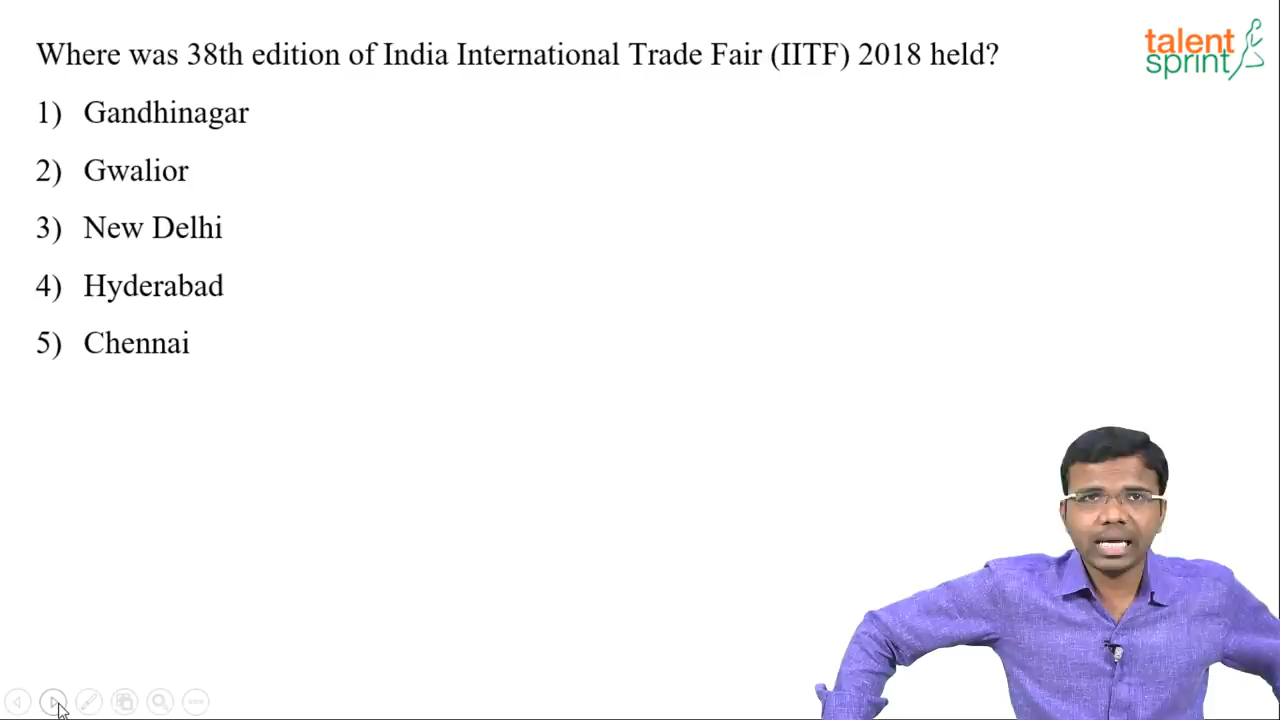 Where was 38th edition of India International Trade Fair (IITF) 2018 held?
talent
sprint
1) Gandhinagar
2) Gwalior
3) New Delhi
4) Hyderabad
5) Chennai